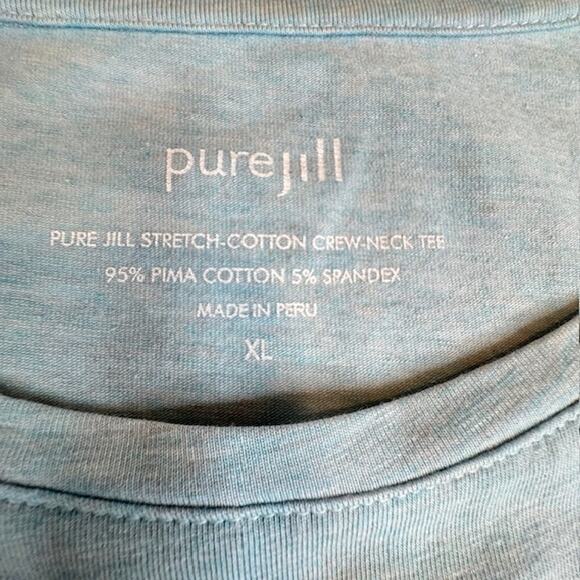 purejill
PURE JILL STRETCH-COTTON CREW-NECK TEE
95% PIMA COTTON 5% SPANDEX
MADE IN PERU
XL